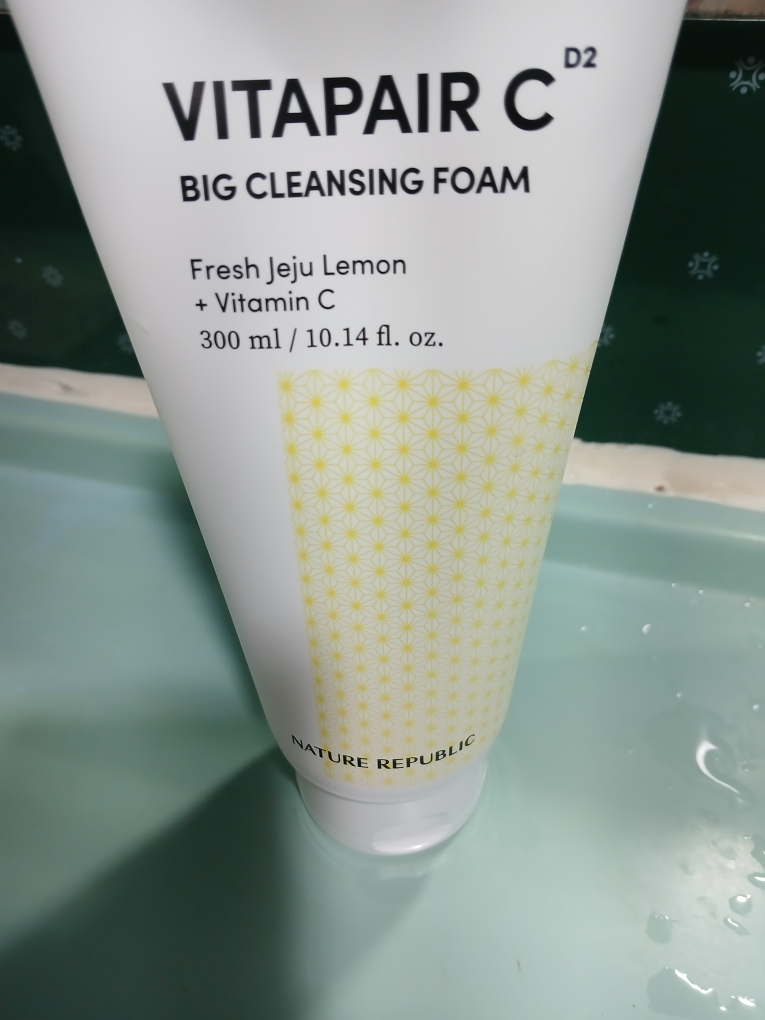 VITAPAIR C D2
BIG CLEANSING FOAM
Fresh Jeju Lemon
+ Vitamin C
300 ml / 10.14 fl. oz.
NATURE REPUBLIC